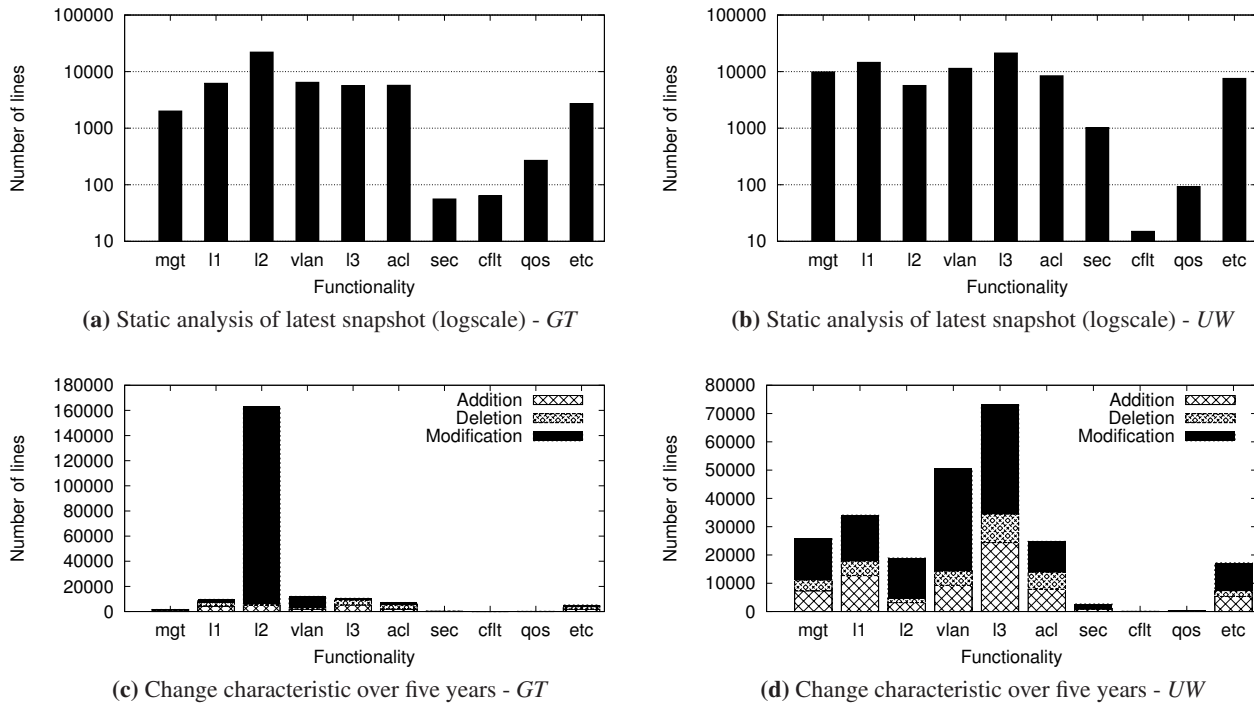 100000
10000
1000
100
10
Number of lines
mgt l1 l2 vlan l3 acl sec cflt qos etc
Functionality
(a) Static analysis of latest snapshot (logscale) - GT
100000
10000
1000
100
10
Number of lines
mgt l1 l2 vlan l3 acl sec cflt qos etc
Functionality
(b) Static analysis of latest snapshot (logscale) - UW
180000
160000
140000
120000
100000
80000
60000
40000
20000
0
Number of lines
Addition
Deletion
Modification
mgt l1 l2 vlan l3 acl sec cflt qos etc
Functionality
(c) Change characteristic over five years - GT
80000
70000
60000
50000
40000
30000
20000
10000
0
Number of lines
Addition
Deletion
Modification
mgt l1 l2 vlan l3 acl sec cflt qos etc
Functionality
(d) Change characteristic over five years - UW